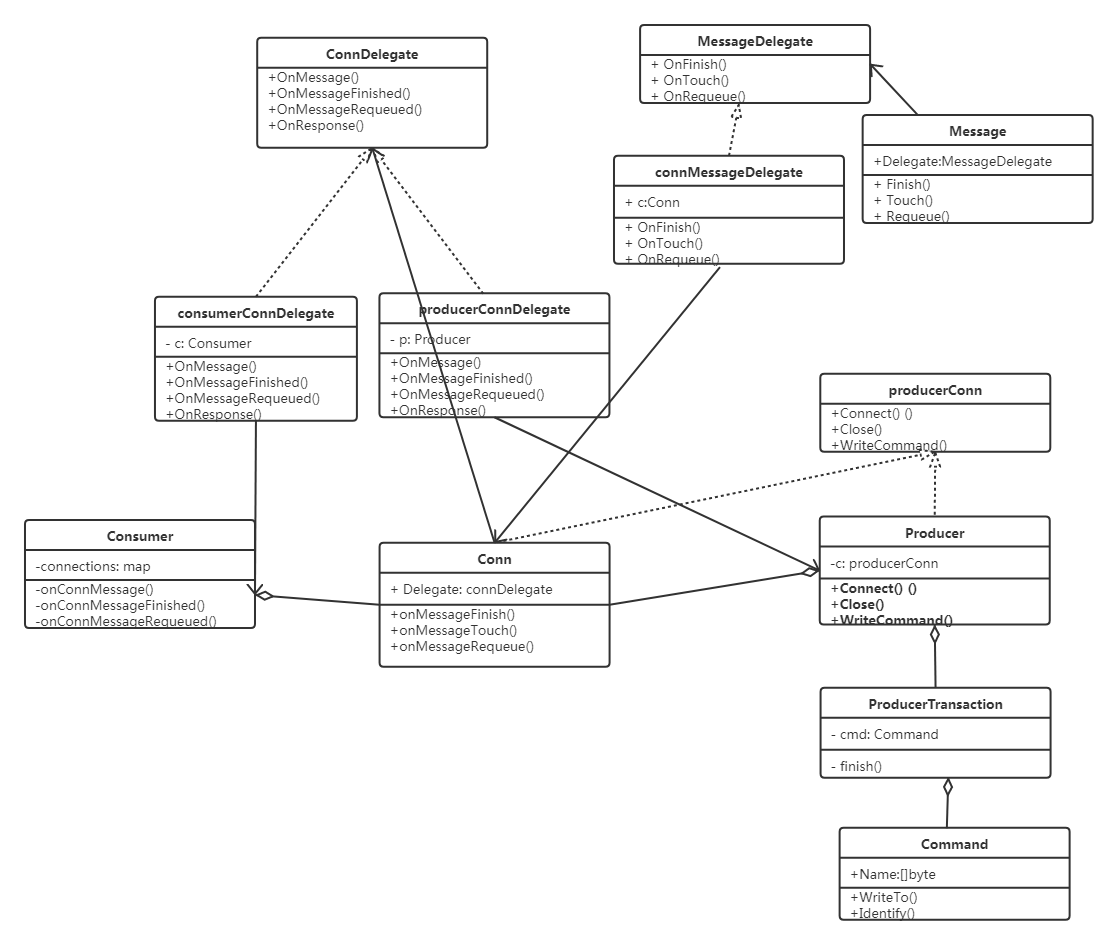 ConnDelegate
+OnMessage()
+OnMessageFinished()
+OnMessageRequeued()
+OnResponse()
MessageDelegate
+ OnFinish()
+ OnTouch()
+ OnRequeue()
Message
+Delegate:MessageDelegate
+ Finish()
+ Touch()
+ Requeue()
connMessageDelegate
+ c:Conn
+ OnFinish()
+ OnTouch()
+ OnRequeue()
consumerConnDelegate
- c: Consumer
+OnMessage()
+OnMessageFinished()
+OnMessageRequeued()
+OnResponse()
producerConnDelegate
- p: Producer
+OnMessage()
+OnMessageFinished()
+OnMessageRequeued()
+OnResponse()
producerConn
+Connect() ()
+Close()
+WriteCommand()
Consumer
-connections: map
-onConnMessage()
-onConnMessageFinished()
-onConnMessageRequeued()
Conn
+ Delegate: connDelegate
+onMessageFinish()
+onMessageTouch()
+onMessageRequeue()
Producer
-c: producerConn
+Connect() ()
+Close()
+WriteCommand()
ProducerTransaction
- cmd: Command
- finish()
Command
+Name:[]byte
+WriteTo()
+Identify()